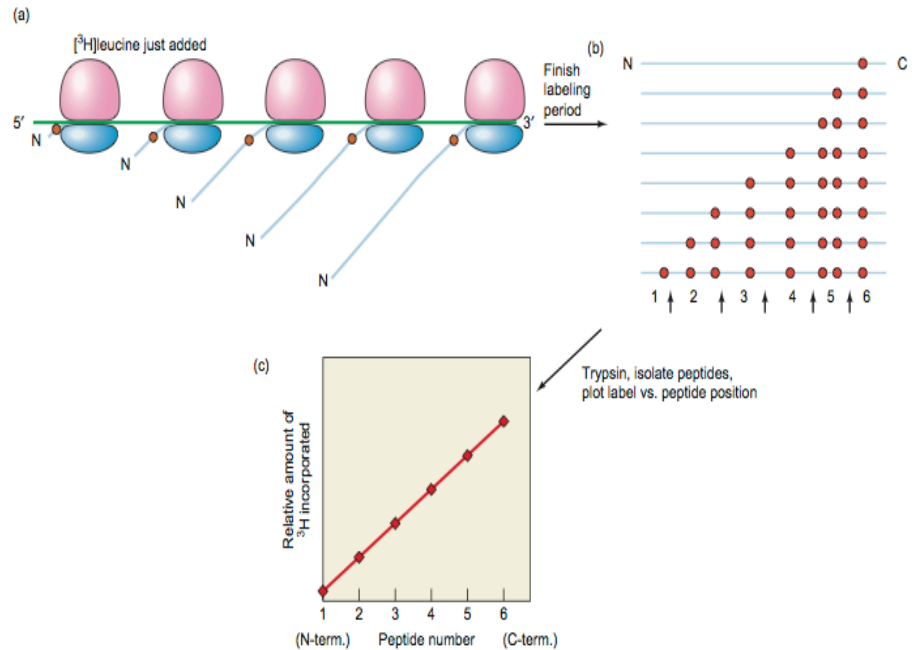 (a)
[³H]leucine just added
5′
3′
N
N
N
N
N
Finish
labeling
period
(b)
N
C
1 2 3 4 5 6
Trypsin, isolate peptides,
plot label vs. peptide position
(c)
Relative amount of
³H incorporated
1 2 3 4 5 6
(N-term.) Peptide number (C-term.)